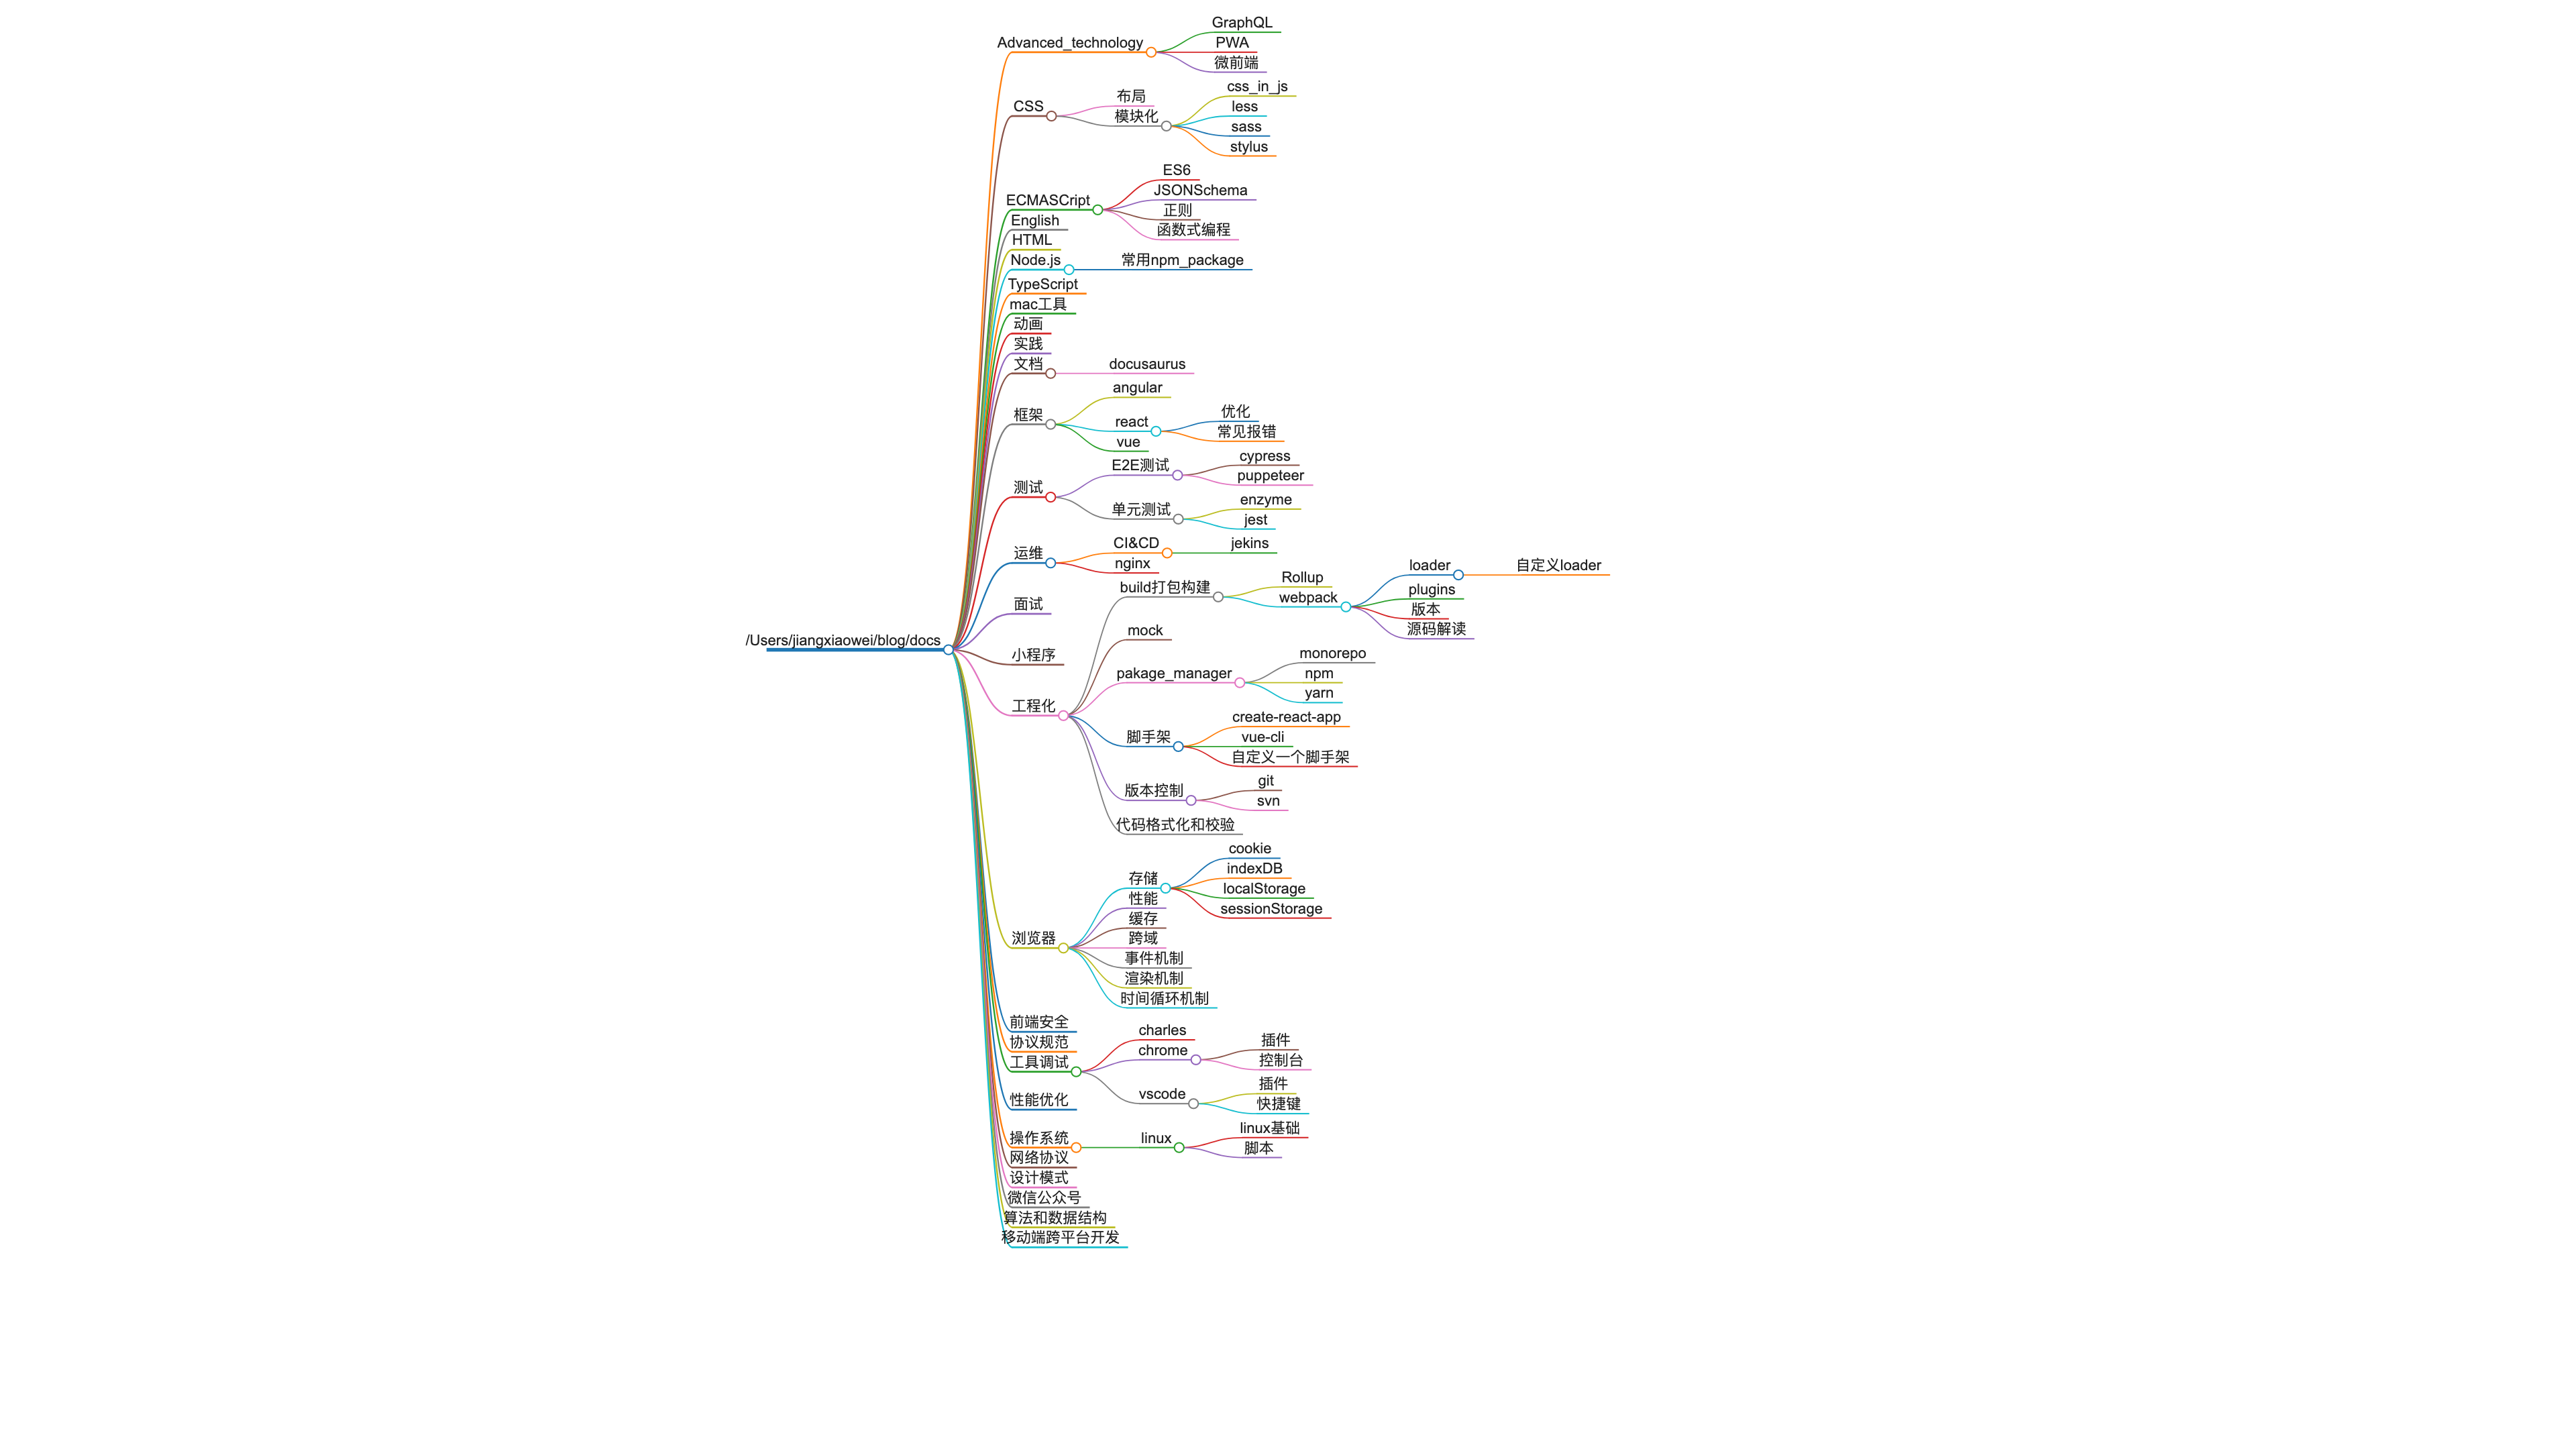 /Users/jiangxiaowei/blog/docs
Advanced_technology
GraphQL
PWA
微前端
CSS
布局
模块化
css_in_js
less
sass
stylus
ECMASCript
ES6
JSONSchema
正则
函数式编程
English
HTML
Node.js
常用npm_package
TypeScript
mac工具
动画
实践
文档
docusaurus
框架
angular
react
优化
常见报错
vue
测试
E2E测试
cypress
puppeteer
单元测试
enzyme
jest
运维
CI&CD
jekins
nginx
面试
小程序
工程化
build打包构建
Rollup
webpack
loader
自定义loader
plugins
版本
源码解读
mock
pakage_manager
monorepo
npm
yarn
脚手架
create-react-app
vue-cli
自定义一个脚手架
版本控制
git
svn
代码格式化和校验
浏览器
存储
cookie
indexDB
localStorage
sessionStorage
性能
缓存
跨域
事件机制
渲染机制
时间循环机制
前端安全
协议规范
工具调试
charles
chrome
插件
控制台
vscode
插件
快捷键
性能优化
操作系统
linux
linux基础
脚本
网络协议
设计模式
微信公众号
算法和数据结构
移动端跨平台开发